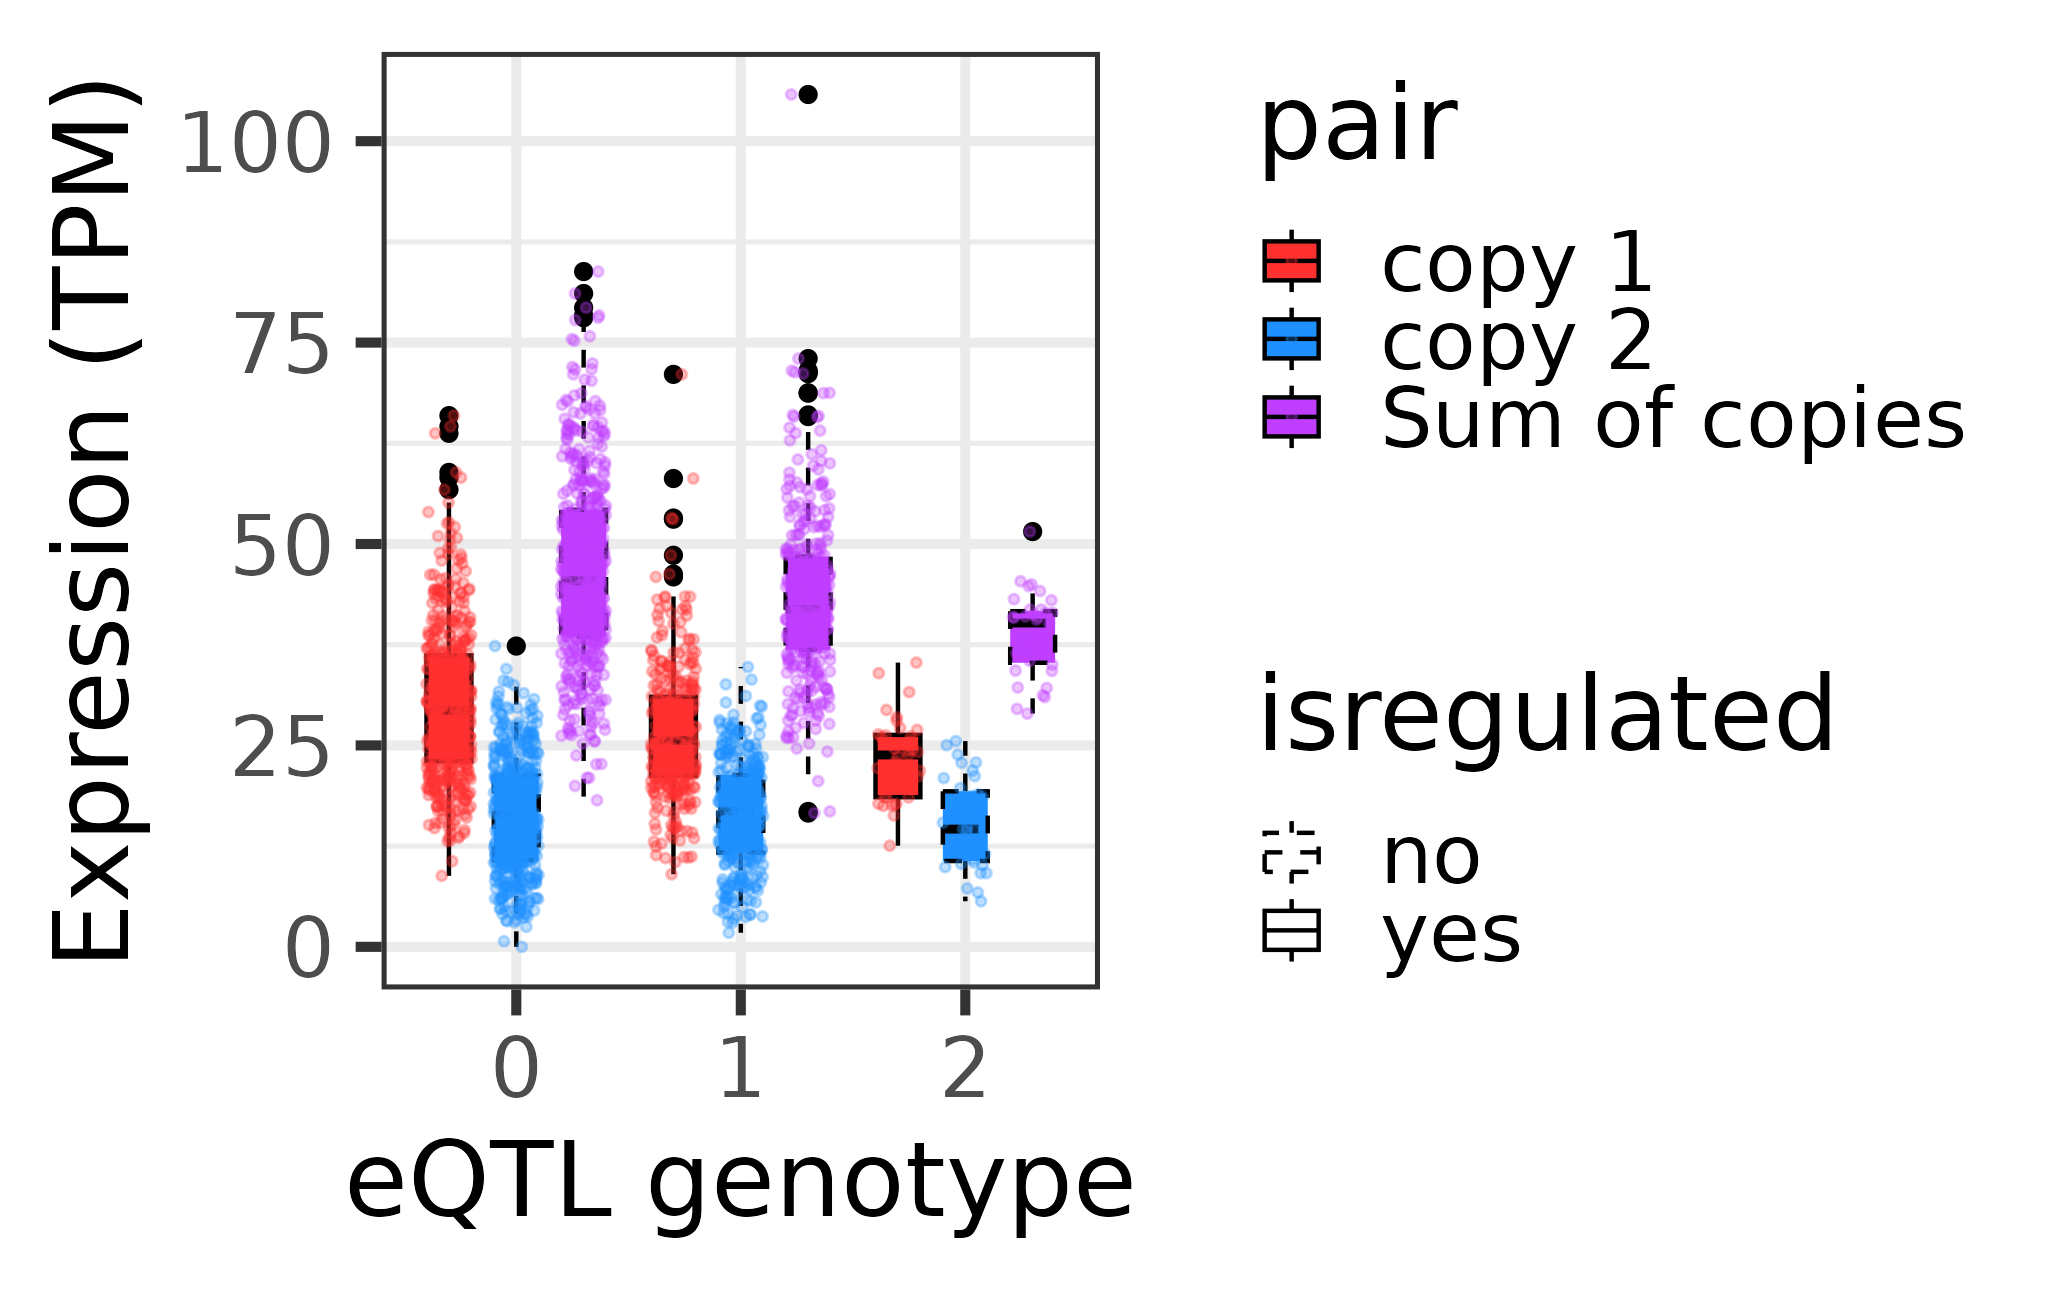 Expression (TPM)
100
75
50
25
0
0 1 2
eQTL genotype
pair
copy 1
copy 2
Sum of copies
isregulated
no
yes